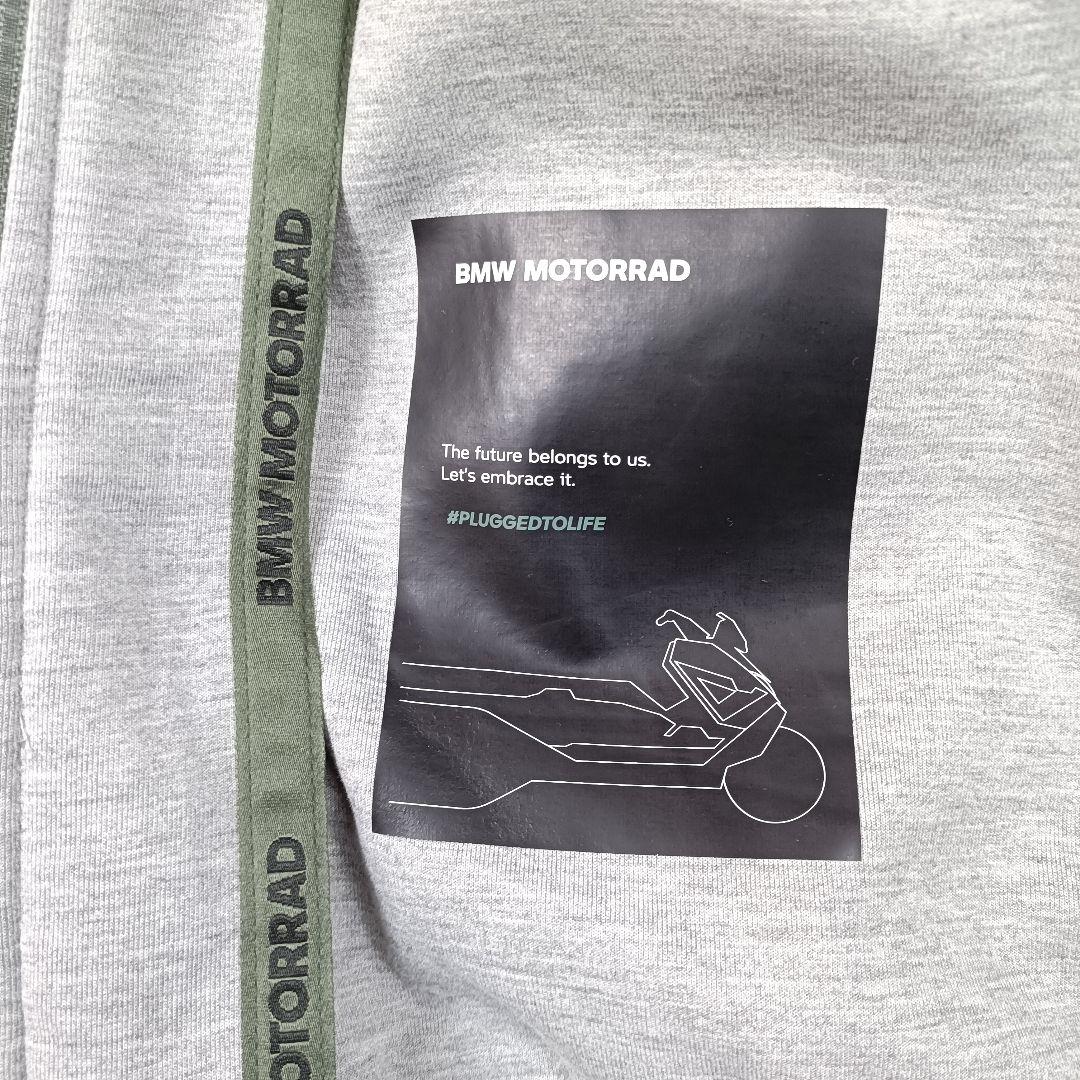 BMW MOTORRAD
MOTORRAD
BMW MOTORRAD
The future belongs to us.
Let's embrace it.
#PLUGGEDTOLIFE